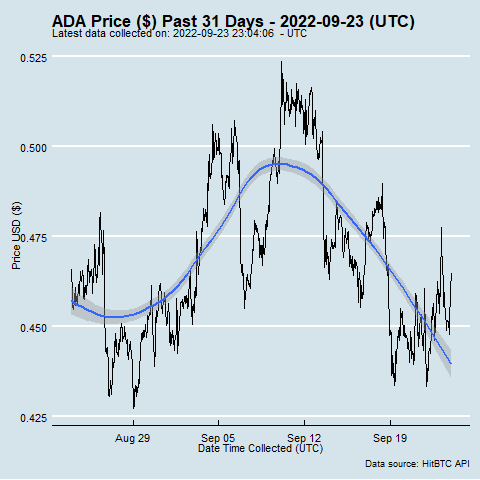 ADA Price ($) Past 31 Days - 2022-09-23 (UTC)
Latest data collected on: 2022-09-23 23:04:06 - UTC
0.525
0.500
0.475
0.450
0.425
Price USD ($)
Aug 29 Sep 05 Sep 12 Sep 19
Date Time Collected (UTC)
Data source: HitBTC API